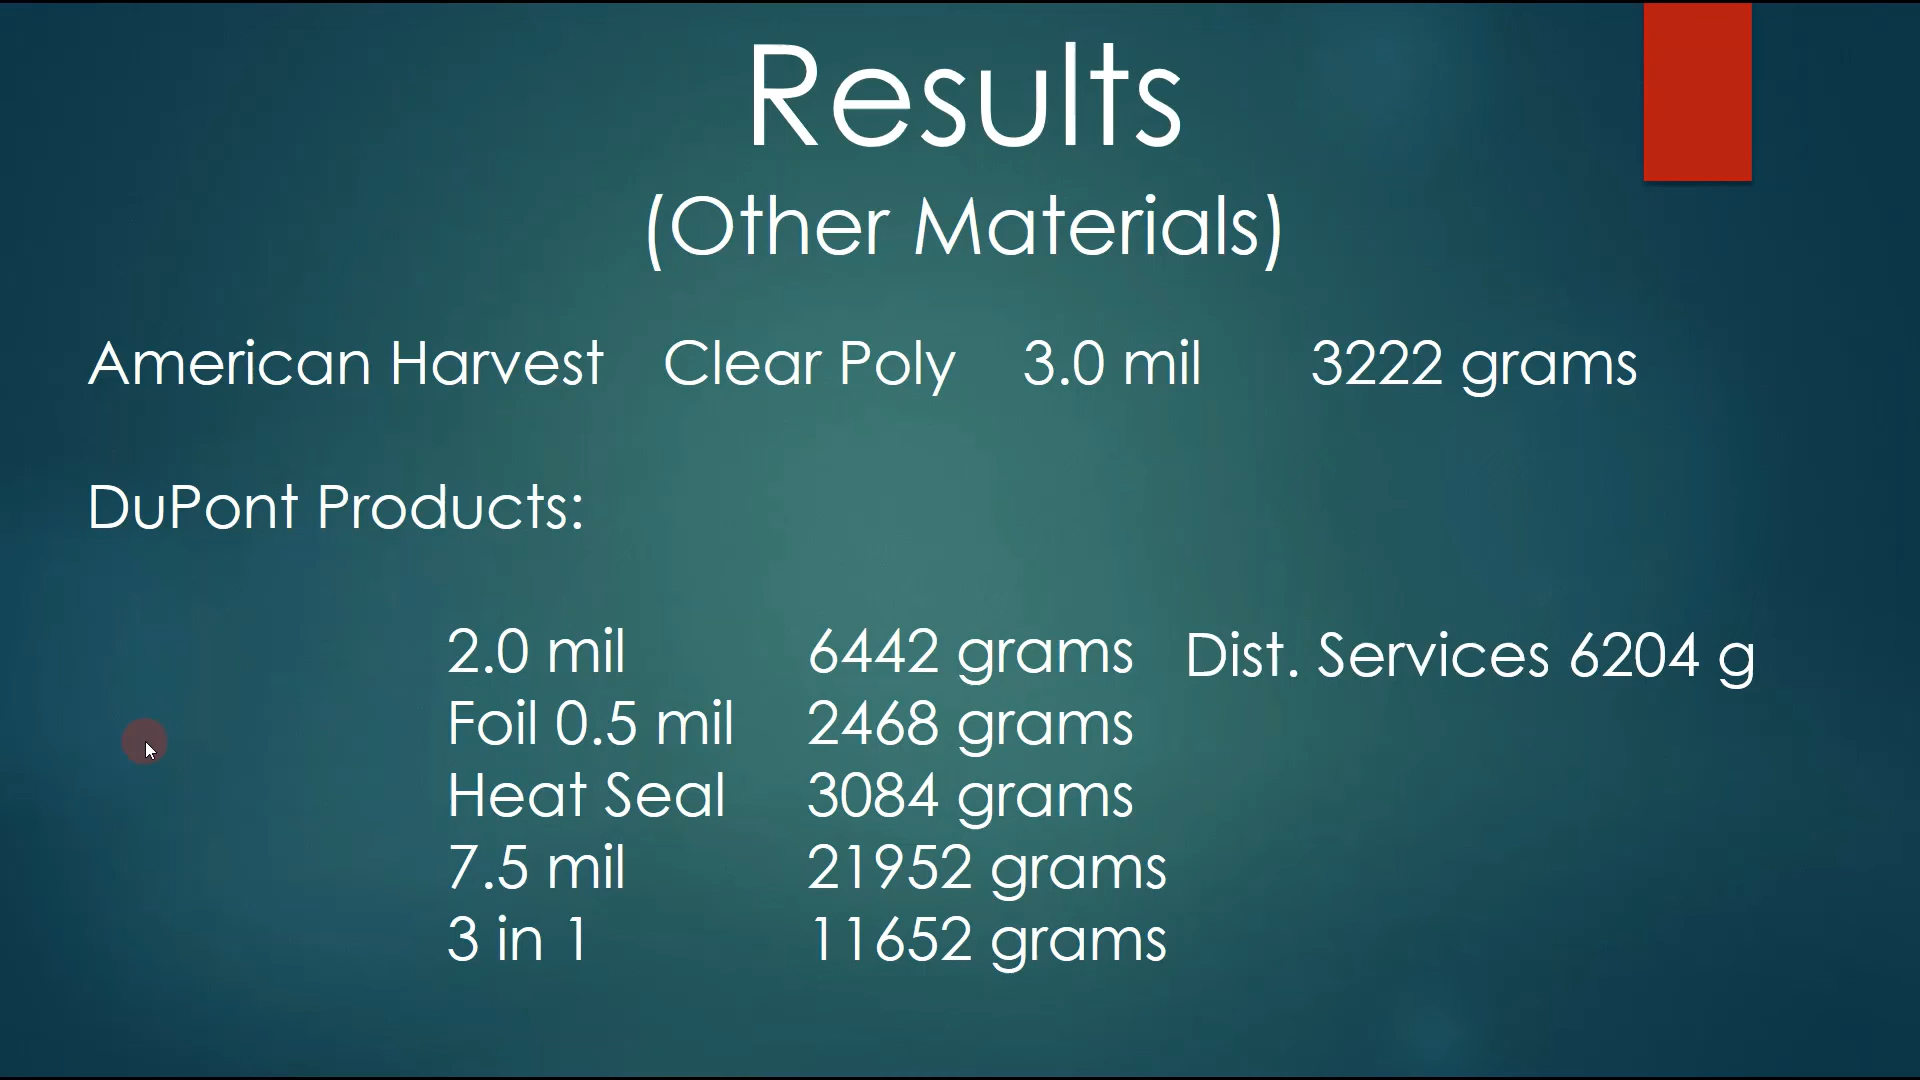 Results
(Other Materials)
American Harvest Clear Poly 3.0 mil 3222 grams
DuPont Products:
2.0 mil 6442 grams Dist. Services 6204 g
Foil 0.5 mil 2468 grams
Heat Seal 3084 grams
7.5 mil 21952 grams
3 in 1 11652 grams